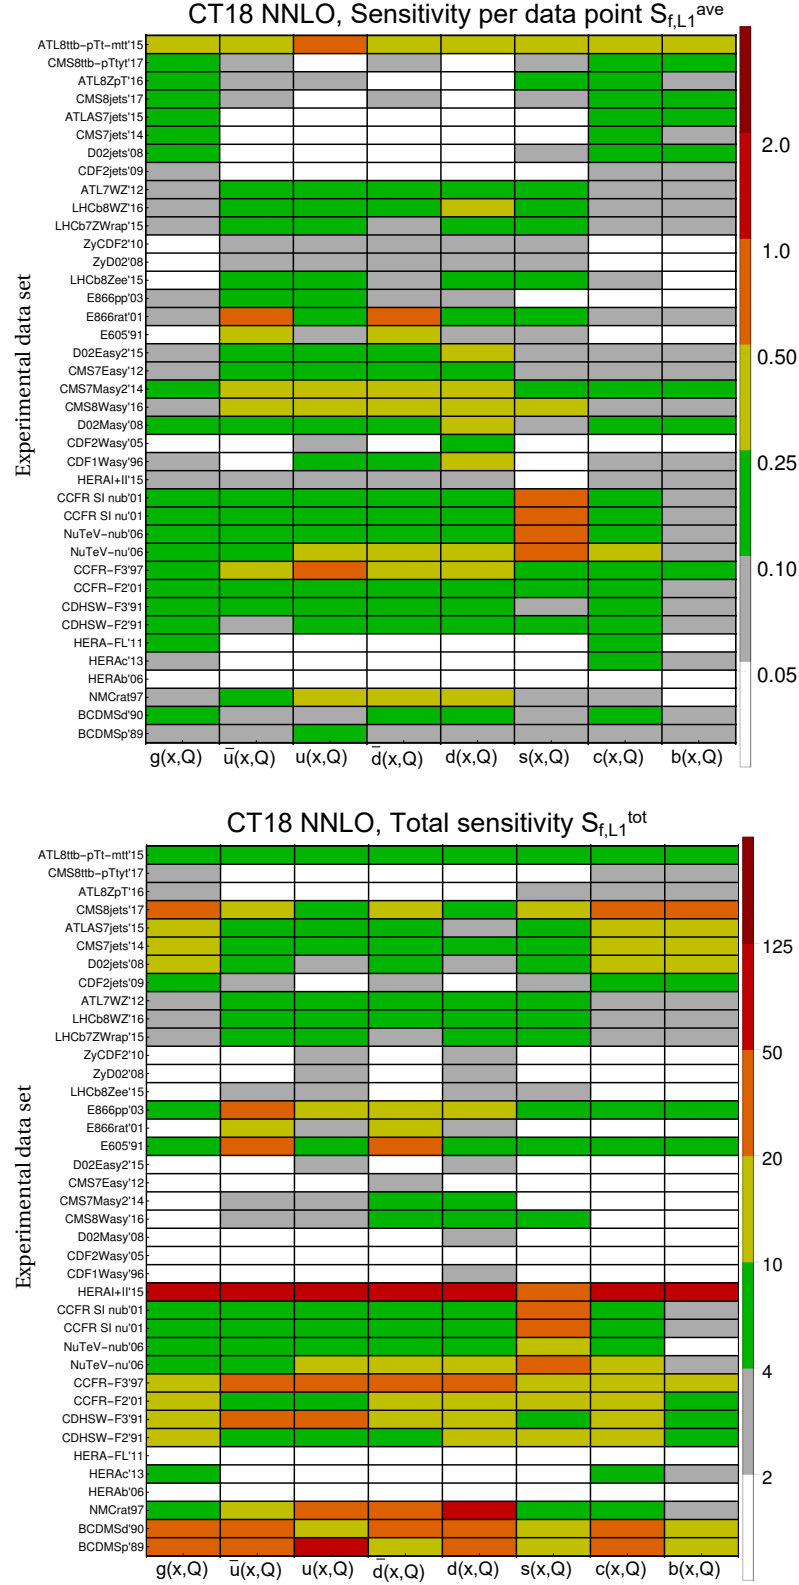 CT18 NNLO, Sensitivity per data point S_{f,L1}^{ave}
Experimental data set
ATL8ttb-pTt-mtt'15
CMS8ttb-pTtyt'17
ATL8ZpT'16
CMS8jets'17
ATLAS7jets'15
CMS7jets'14
D02jets'08
CDF2jets'09
ATL7WZ'12
LHCb8WZ'16
LHCb7ZWrap'15
ZyCDF2'10
ZyD02'08
LHCb8Zee'15
E866pp'03
E866rat'01
E605'91
D02Easy2'15
CMS7Easy'12
CMS7Masy2'14
CMS8Wasy'16
D02Masy'08
CDF2Wasy'05
CDF1Wasy'96
HERAI+II'15
CCFR SI nub'01
CCFR SI nu'01
NuTeV-nub'06
NuTeV-nu'06
CCFR-F3'97
CCFR-F2'01
CDHSW-F3'91
CDHSW-F2'91
HERA-FL'11
HERAc'13
HERAb'06
NMCrat97
BCDMSd'90
BCDMSp'89
g(x,Q) u̅(x,Q) u(x,Q) d̅(x,Q) d(x,Q) s(x,Q) c(x,Q) b(x,Q)
2.0
1.0
0.50
0.25
0.10
0.05
CT18 NNLO, Total sensitivity S_{f,L1}^{tot}
Experimental data set
ATL8ttb-pTt-mtt'15
CMS8ttb-pTtyt'17
ATL8ZpT'16
CMS8jets'17
ATLAS7jets'15
CMS7jets'14
D02jets'08
CDF2jets'09
ATL7WZ'12
LHCb8WZ'16
LHCb7ZWrap'15
ZyCDF2'10
ZyD02'08
LHCb8Zee'15
E866pp'03
E866rat'01
E605'91
D02Easy2'15
CMS7Easy'12
CMS7Masy2'14
CMS8Wasy'16
D02Masy'08
CDF2Wasy'05
CDF1Wasy'96
HERAI+II'15
CCFR SI nub'01
CCFR SI nu'01
NuTeV-nub'06
NuTeV-nu'06
CCFR-F3'97
CCFR-F2'01
CDHSW-F3'91
CDHSW-F2'91
HERA-FL'11
HERAc'13
HERAb'06
NMCrat97
BCDMSd'90
BCDMSp'89
g(x,Q) u̅(x,Q) u(x,Q) d̅(x,Q) d(x,Q) s(x,Q) c(x,Q) b(x,Q)
125
50
20
10
4
2